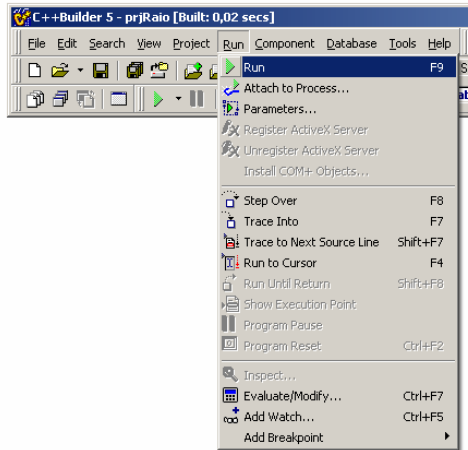 C++Builder 5 - prjRaio [Built: 0,02 secs]
File Edit Search View Project Run Component Database Tools Help
Run F9
Attach to Process...
Parameters...
Register ActiveX Server
Unregister ActiveX Server
Install COM+ Objects...
Step Over F8
Trace Into F7
Trace to Next Source Line Shift+F7
Run to Cursor F4
Run Until Return Shift+F8
Show Execution Point
Program Pause
Program Reset Ctrl+F2
Inspect...
Evaluate/Modify... Ctrl+F7
Add Watch... Ctrl+F5
Add Breakpoint